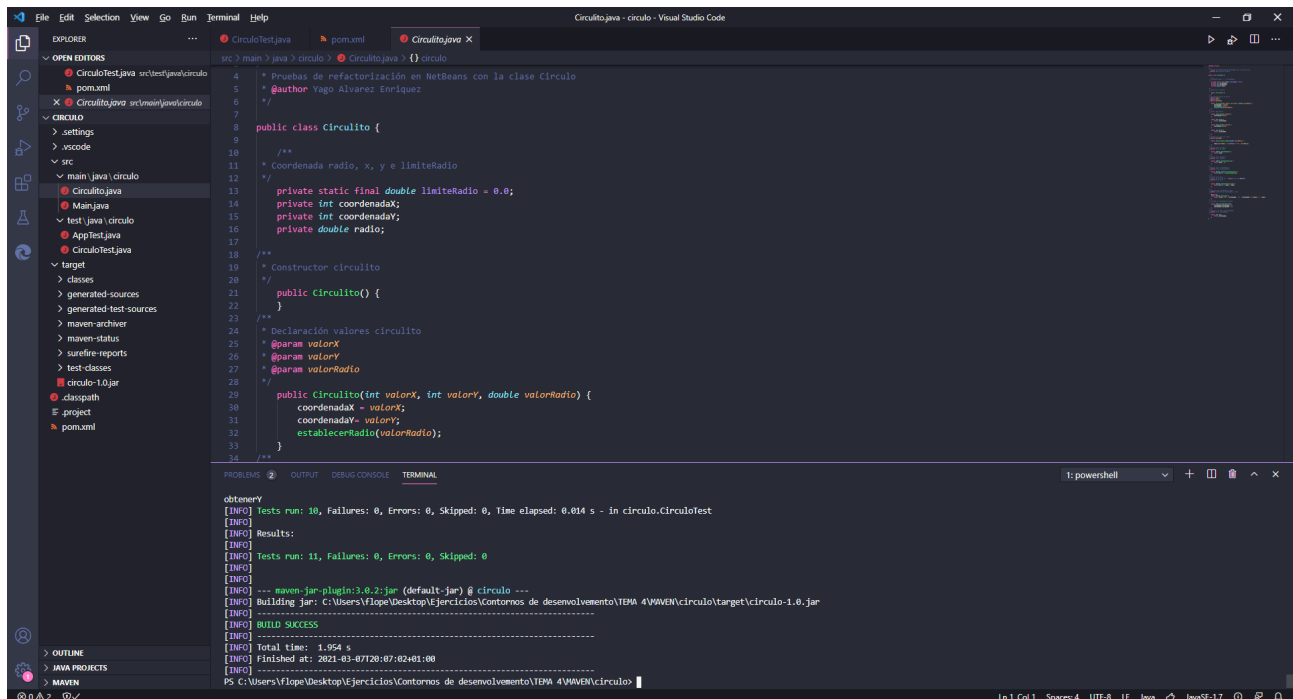 File Edit Selection View Go Run Terminal Help
Circulito.java - circulo - Visual Studio Code
EXPLORER
OPEN EDITORS
CirculoTest.java src\test\java\circulo
pom.xml
Circulito.java src\main\java\circulo
CIRCULO
.settings
.vscode
src
main \ java \ circulo
Circulito.java
Main.java
test \ java \ circulo
AppTest.java
CirculoTest.java
target
classes
generated-sources
generated-test-sources
maven-archiver
maven-status
surefire-reports
test-classes
circulo-1.0.jar
.classpath
.project
pom.xml
OUTLINE
JAVA PROJECTS
MAVEN
CirculoTest.java pom.xml Circulito.java
src > main > java > circulo > Circulito.java > {} circulo
4 * Pruebas de refactorización en NetBeans con la clase Circulo
5 * @author Yago Alvarez Enriquez
6 */
7
8 public class Circulito {
9
10 /**
11 * Coordenada radio, x, y e limiteRadio
12 */
13 private static final double limiteRadio = 0.0;
14 private int coordenadaX;
15 private int coordenadaY;
16 private double radio;
17
18 /**
19 * Constructor circulito
20 */
21 public Circulito() {
22 }
23 /**
24 * Declaración valores circulito
25 * @param valorX
26 * @param valorY
27 * @param valorRadio
28 */
29 public Circulito(int valorX, int valorY, double valorRadio) {
30 coordenadaX = valorX;
31 coordenadaY= valorY;
32 establecerRadio(valorRadio);
33 }
34 /**
PROBLEMS 2 OUTPUT DEBUG CONSOLE TERMINAL
1: powershell
obtenerY
[INFO] Tests run: 10, Failures: 0, Errors: 0, Skipped: 0, Time elapsed: 0.014 s - in circulo.CirculoTest
[INFO]
[INFO] Results:
[INFO]
[INFO] Tests run: 11, Failures: 0, Errors: 0, Skipped: 0
[INFO]
[INFO]
[INFO] --- maven-jar-plugin:3.0.2:jar (default-jar) @ circulo ---
[INFO] Building jar: C:\Users\flope\Desktop\Ejercicios\Contornos de desenvolvemento\TEMA 4\MAVEN\circulo\target\circulo-1.0.jar
[INFO] ------------------------------------------------------------------------
[INFO] BUILD SUCCESS
[INFO] ------------------------------------------------------------------------
[INFO] Total time: 1.954 s
[INFO] Finished at: 2021-03-07T20:07:02+01:00
[INFO] ------------------------------------------------------------------------
PS C:\Users\flope\Desktop\Ejercicios\Contornos de desenvolvemento\TEMA 4\MAVEN\circulo>
0 2 Ln 1, Col 1 Spaces: 4 UTF-8 LF Java JavaSE-1.7